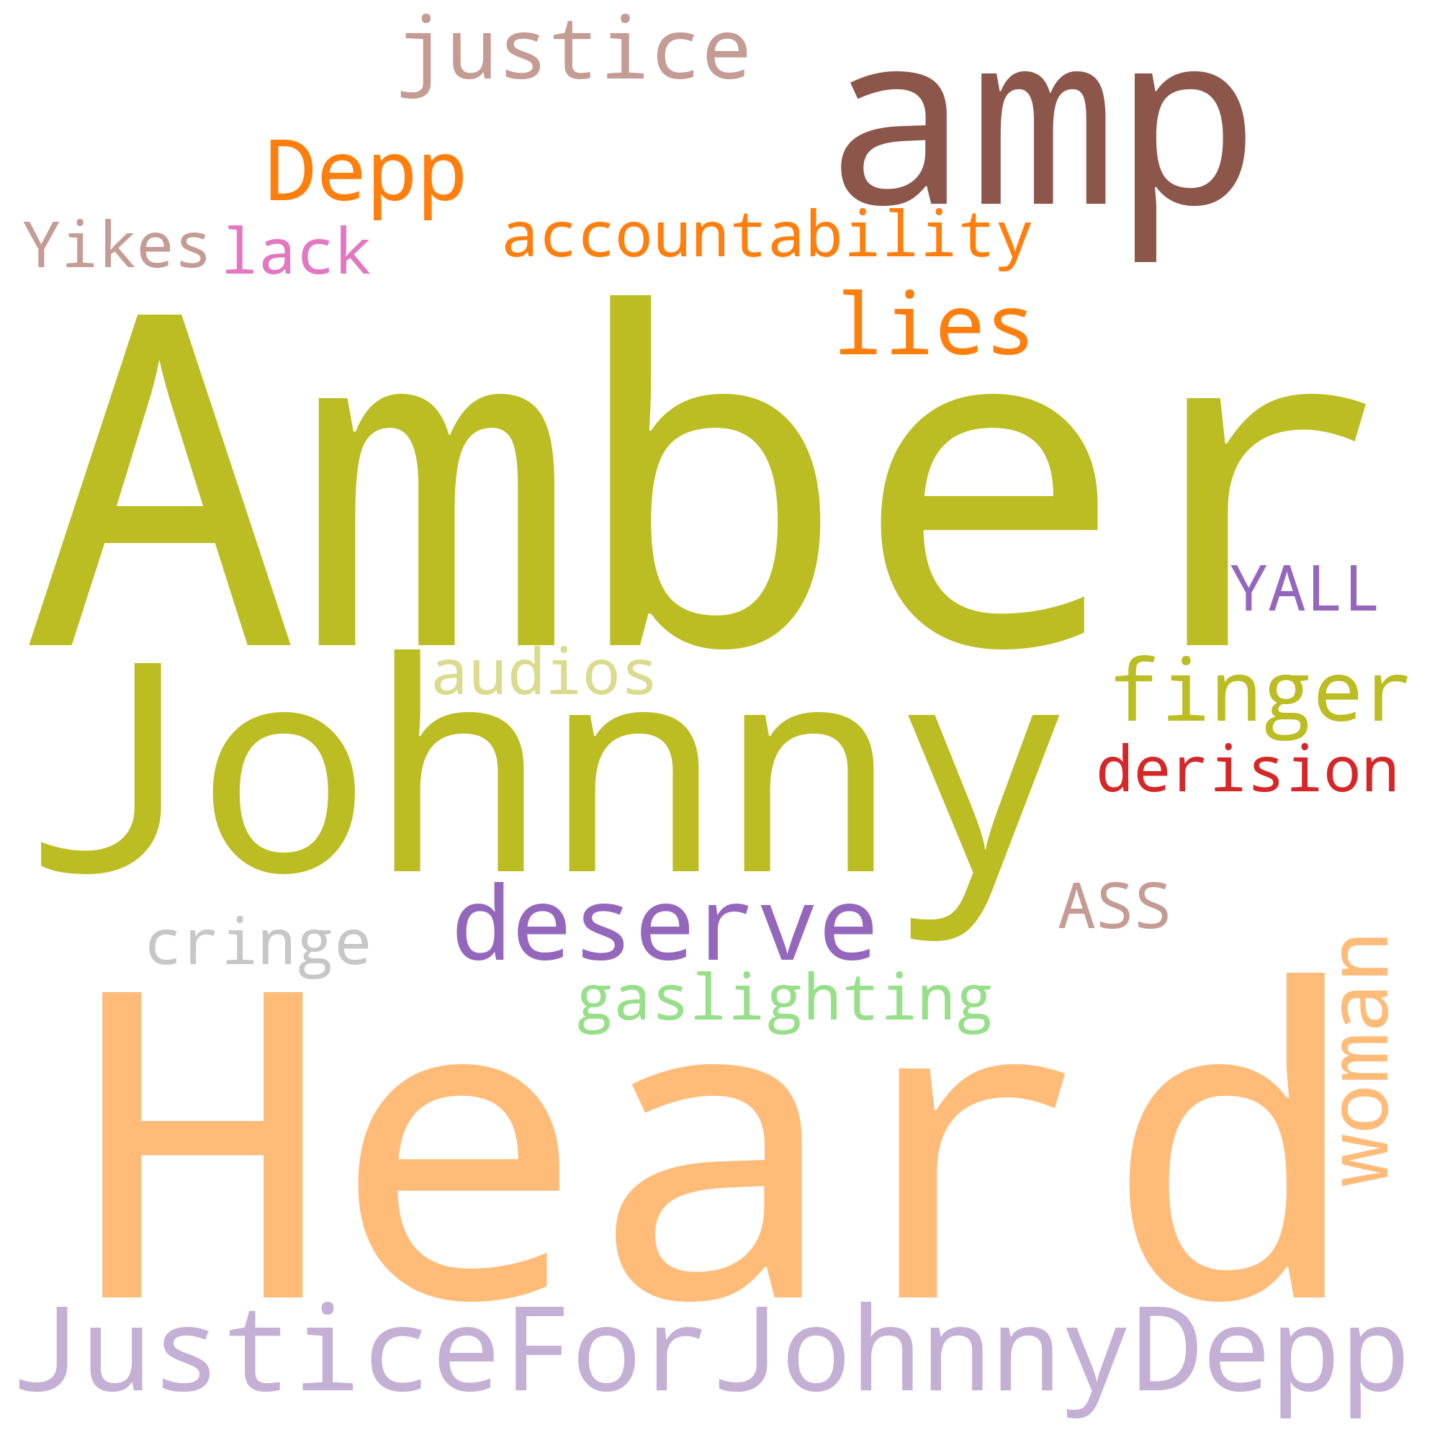 justice
amp
Depp
Yikes lack accountability
lies
Amber
YALL
Johnny
audios
finger
derision
deserve
ASS
cringe
gaslighting
woman
Heard
JusticeForJohnnyDepp